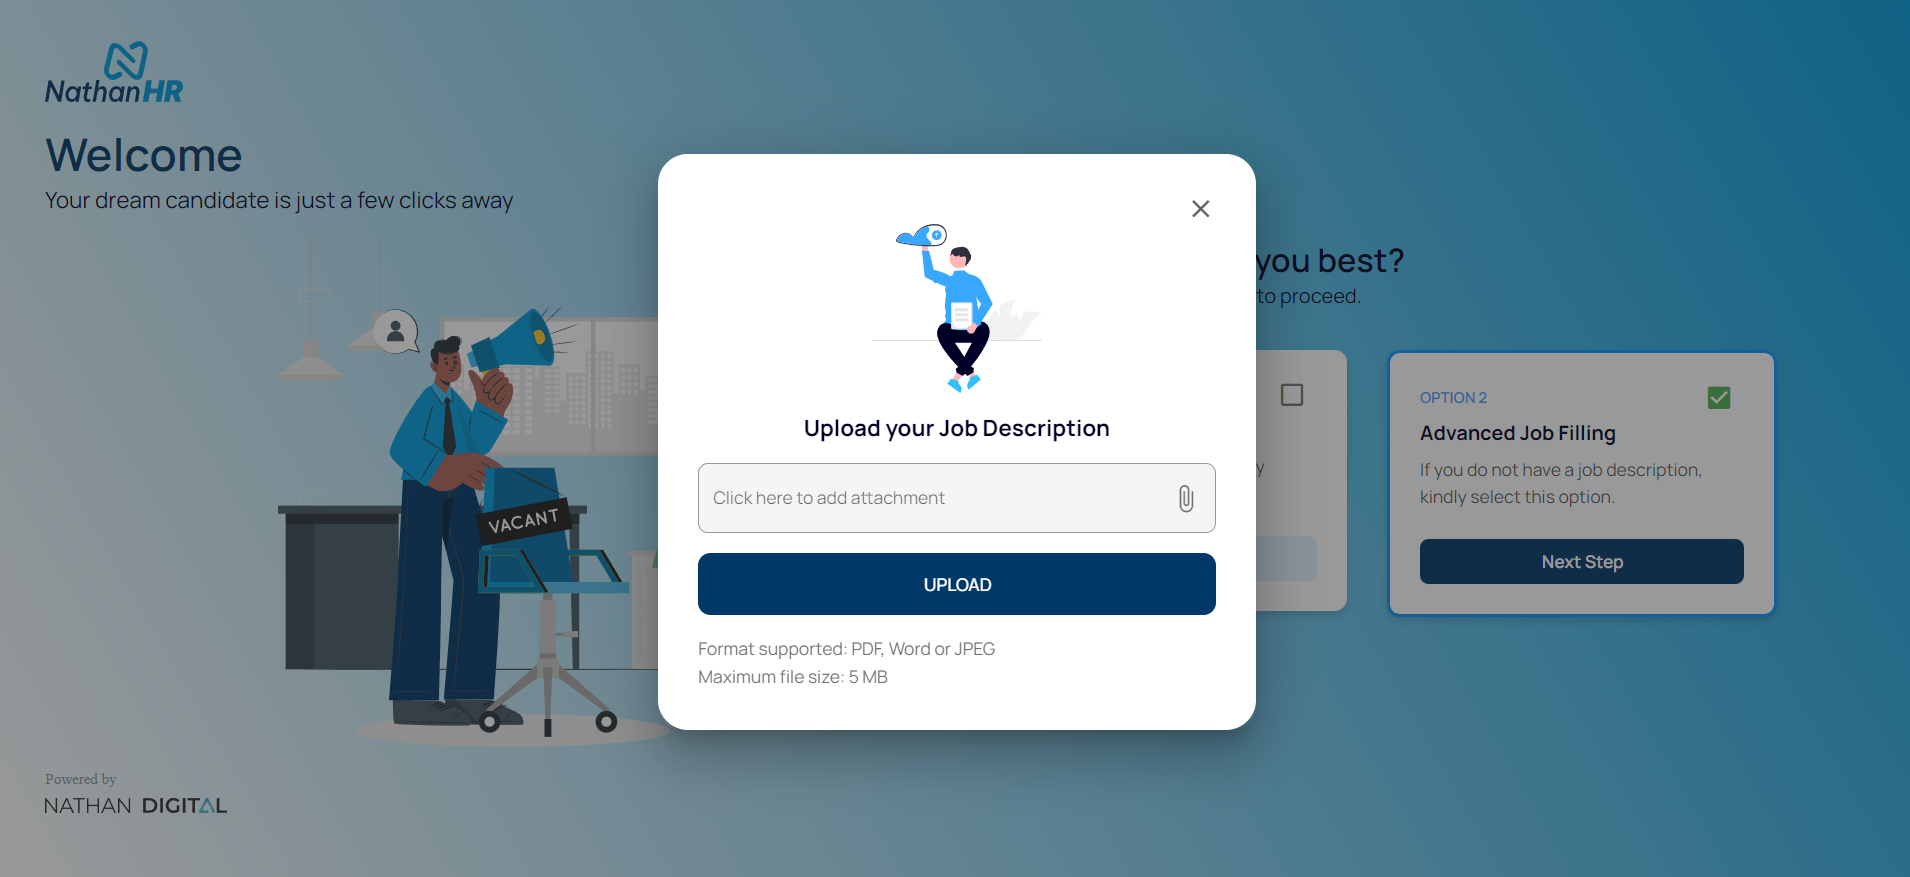 NathanHR
Welcome
Your dream candidate is just a few clicks away
VACANT
Powered by
NATHAN DIGITAL
Upload your Job Description
Click here to add attachment
UPLOAD
Format supported: PDF, Word or JPEG
Maximum file size: 5 MB
you best?
to proceed.
y
OPTION 2
Advanced Job Filling
If you do not have a job description,
kindly select this option.
Next Step